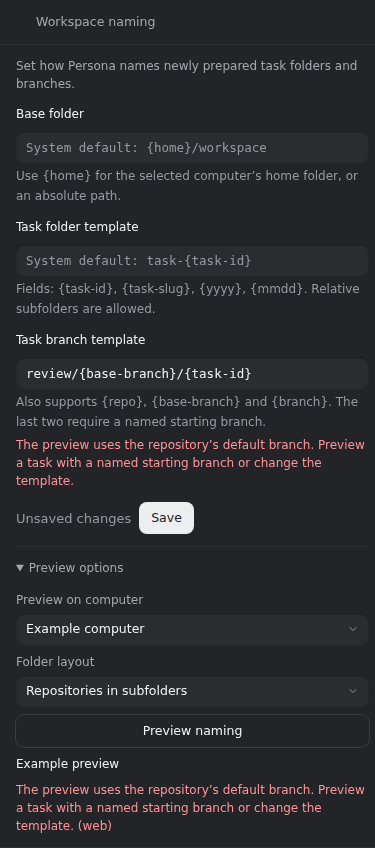 Workspace naming
Set how Persona names newly prepared task folders and
branches.
Base folder
System default: {home}/workspace
Use {home} for the selected computer’s home folder, or
an absolute path.
Task folder template
System default: task-{task-id}
Fields: {task-id}, {task-slug}, {yyyy}, {mmdd}. Relative
subfolders are allowed.
Task branch template
review/{base-branch}/{task-id}
Also supports {repo}, {base-branch} and {branch}. The
last two require a named starting branch.
The preview uses the repository’s default branch. Preview
a task with a named starting branch or change the
template.
Unsaved changes Save
▼ Preview options
Preview on computer
Example computer
Folder layout
Repositories in subfolders
Preview naming
Example preview
The preview uses the repository’s default branch. Preview
a task with a named starting branch or change the
template. (web)